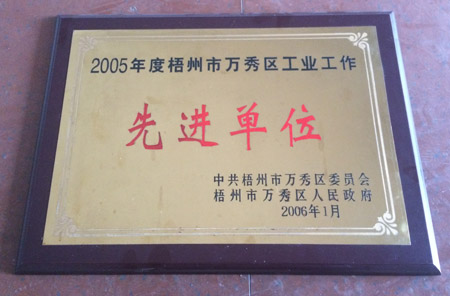 2005年度梧州市万秀区工业工作
先进单位
中共梧州市万秀区委员会
梧州市万秀区人民政府
2006年1月